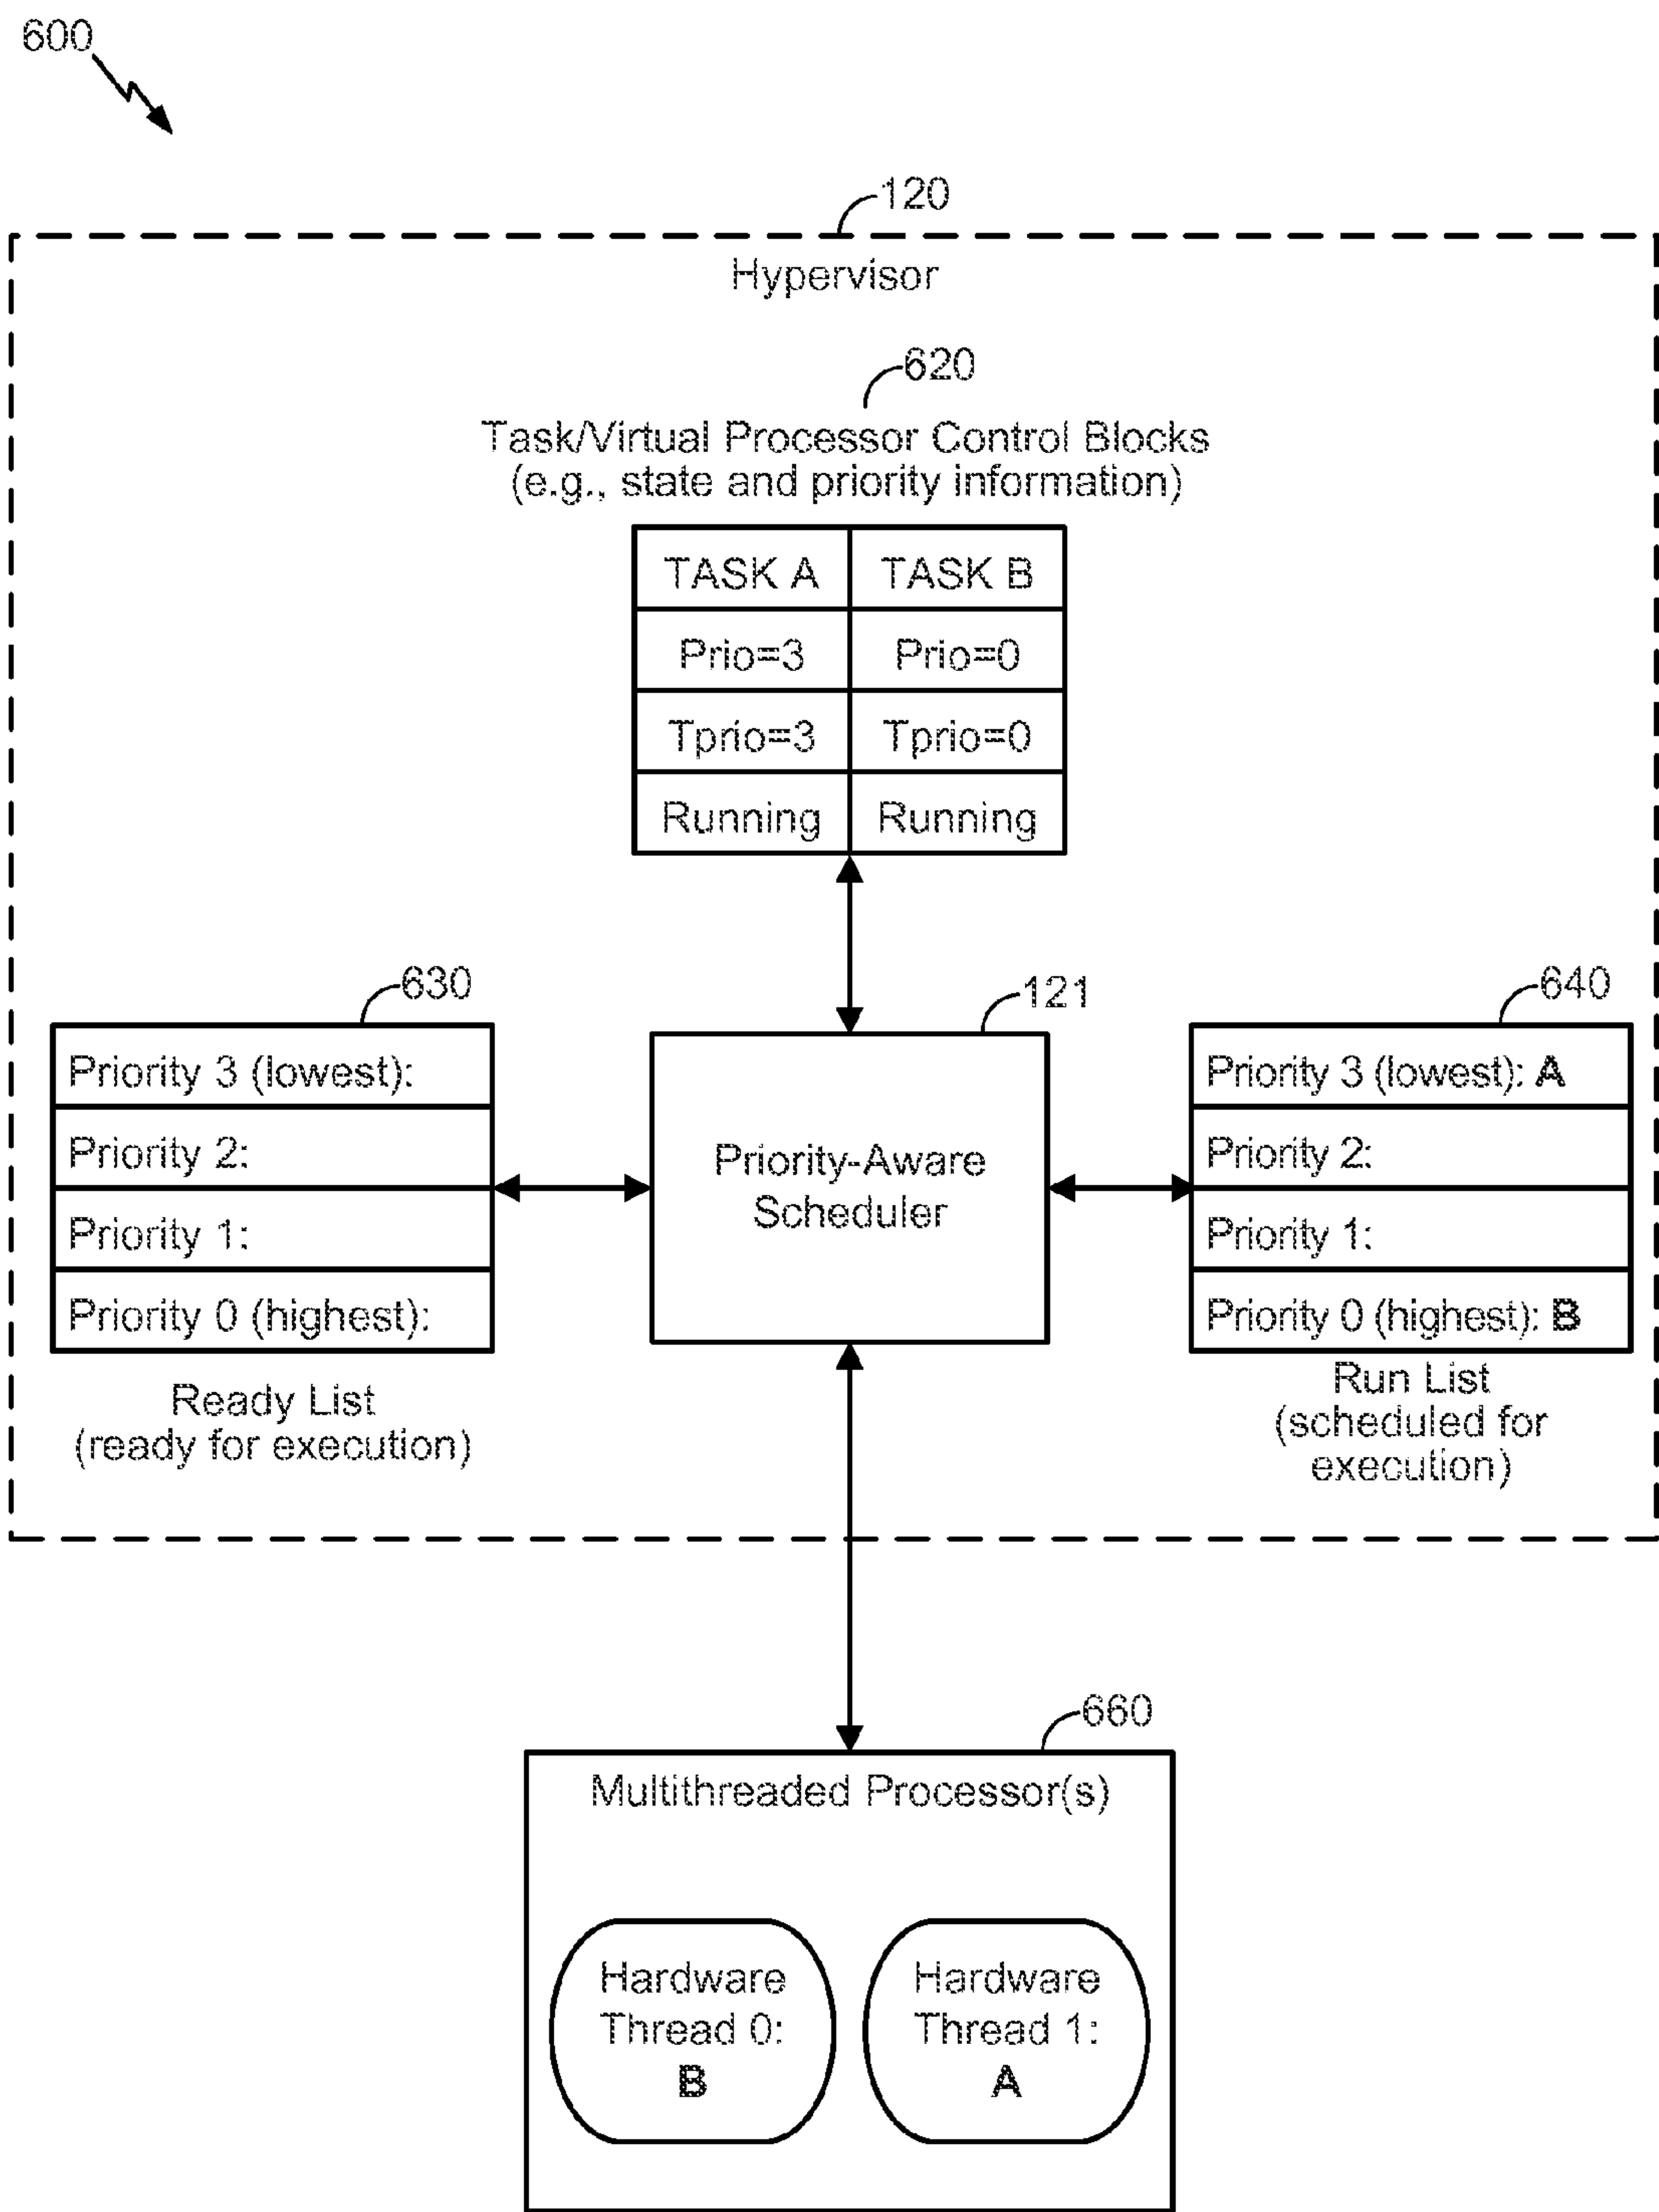 600
120
Hypervisor
620
Task/Virtual Processor Control Blocks
(e.g., state and priority information)
TASK A TASK B
Prio=3 Prio=0
Tprio=3 Tprio=0
Running Running
630
Priority 3 (lowest):
Priority 2:
Priority 1:
Priority 0 (highest):
Ready List
(ready for execution)
121
Priority-Aware
Scheduler
640
Priority 3 (lowest): A
Priority 2:
Priority 1:
Priority 0 (highest): B
Run List
(scheduled for
execution)
660
Multithreaded Processor(s)
Hardware
Thread 0:
B
Hardware
Thread 1:
A